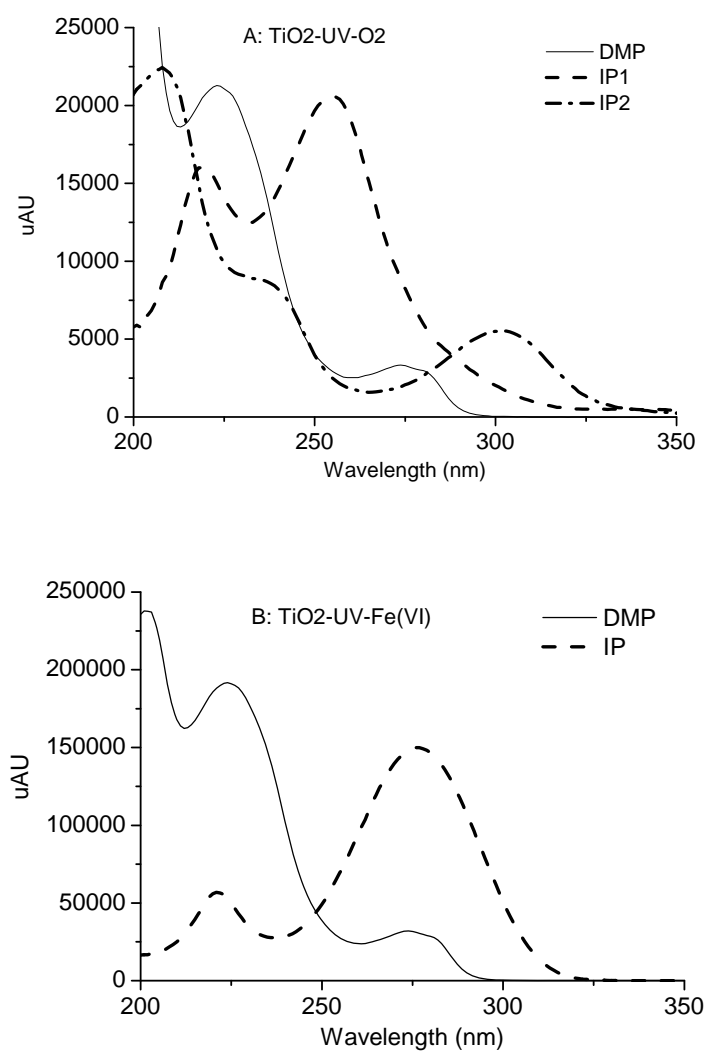 A: TiO2-UV-O2
DMP
IP1
IP2
25000
20000
15000
10000
5000
0
uAU
200
250
300
350
Wavelength (nm)
B: TiO2-UV-Fe(VI)
DMP
IP
250000
200000
150000
100000
50000
0
uAU
200
250
300
350
Wavelength (nm)